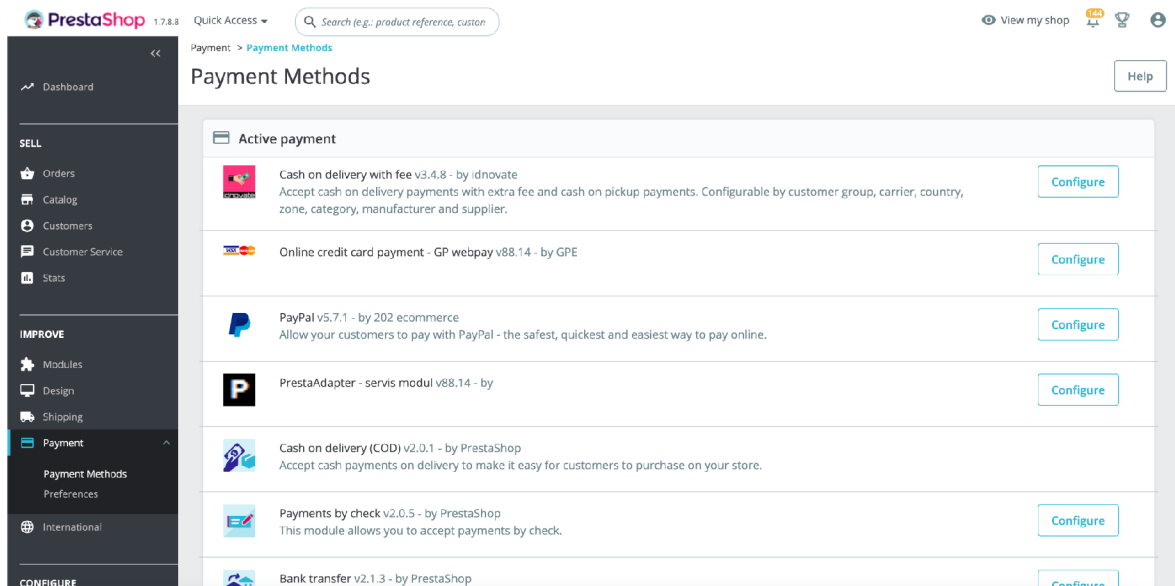 PrestaShop 1.7.8.8 Quick Access Search (e.g.: product reference, custon View my shop 144
Payment > Payment Methods
Payment Methods
Help
Dashboard
SELL
Orders
Catalog
Customers
Customer Service
Stats
IMPROVE
Modules
Design
Shipping
Payment
Payment Methods
Preferences
International
CONFIGURE
Active payment
Cash on delivery with fee v3.4.8 - by idnovate
Accept cash on delivery payments with extra fee and cash on pickup payments. Configurable by customer group, carrier, country,
zone, category, manufacturer and supplier.
Configure
VISA
Online credit card payment - GP webpay v88.14 - by GPE
Configure
PayPal v5.7.1 - by 202 ecommerce
Allow your customers to pay with PayPal - the safest, quickest and easiest way to pay online.
Configure
P
PrestaAdapter - servis modul v88.14 - by
Configure
Cash on delivery (COD) v2.0.1 - by PrestaShop
Accept cash payments on delivery to make it easy for customers to purchase on your store.
Payments by check v2.0.5 - by PrestaShop
This module allows you to accept payments by check.
Configure
Bank transfer v2.1.3 - by PrestaShop
Configure